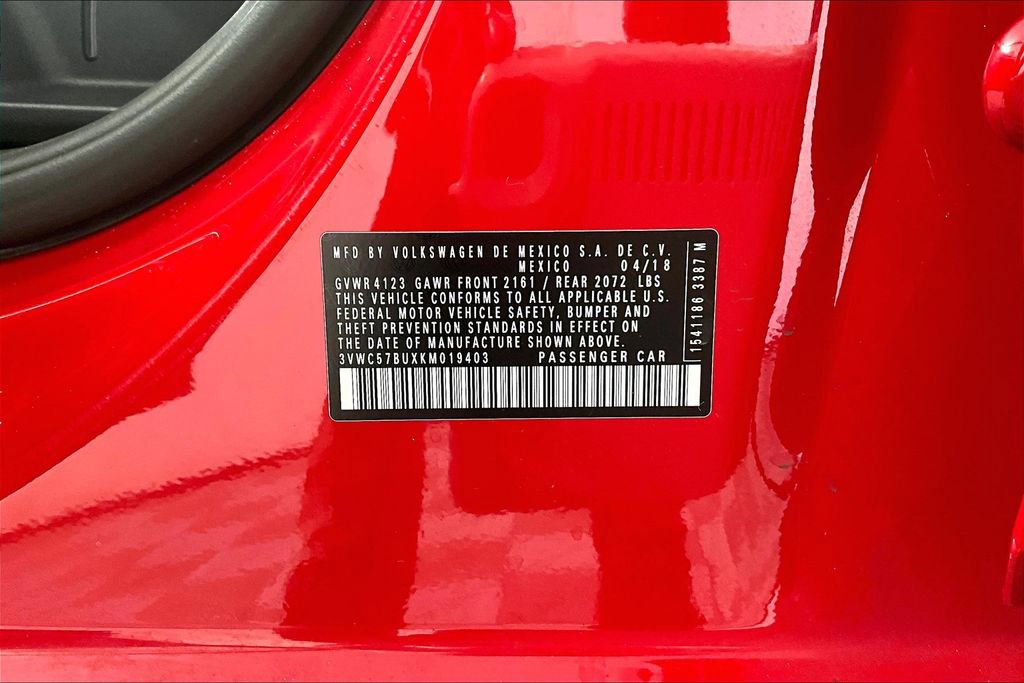 MFD BY VOLKSWAGEN DE MEXICO S.A. DE C.V.
MEXICO 04/18
GVWR 4123 GAWR FRONT 2161 / REAR 2072 LBS
THIS VEHICLE CONFORMS TO ALL APPLICABLE U.S.
FEDERAL MOTOR VEHICLE SAFETY, BUMPER AND
THEFT PREVENTION STANDARDS IN EFFECT ON
THE DATE OF MANUFACTURE SHOWN ABOVE.
3VWC57BUXKM019403 PASSENGER CAR
1541186 3387 M